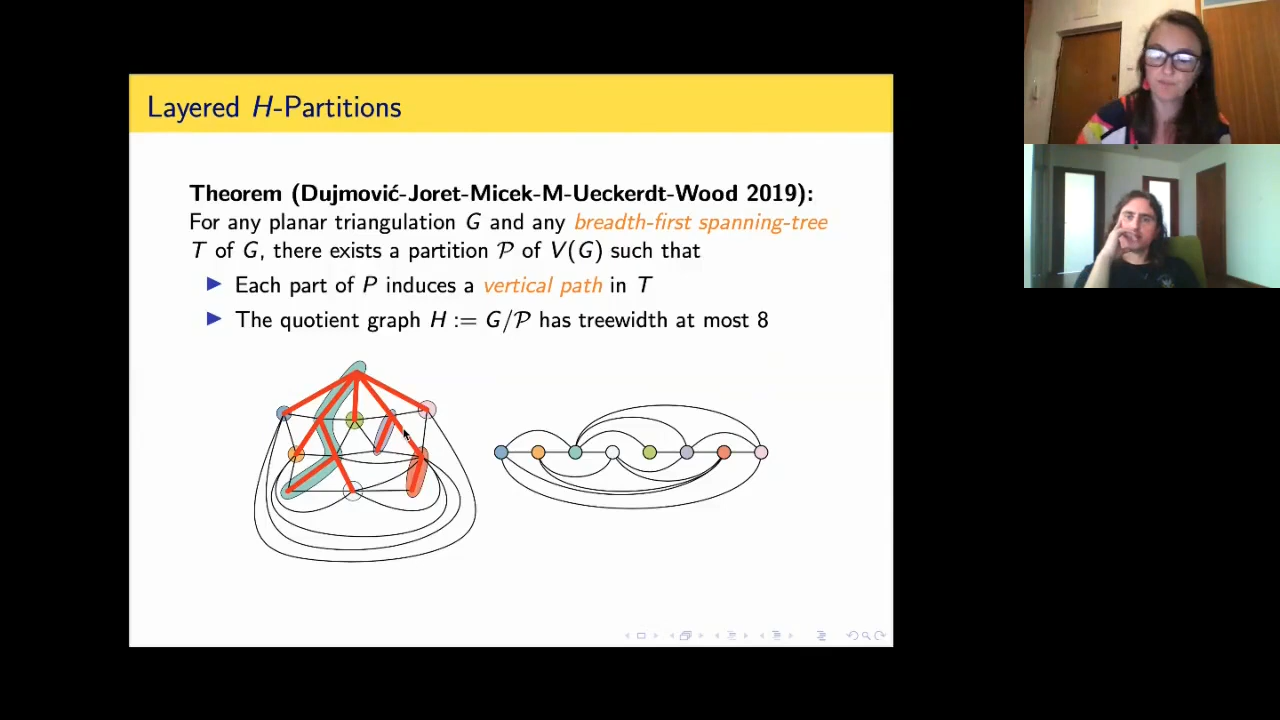 Layered H-Partitions
Theorem (Dujmović-Joret-Micek-M-Ueckerdt-Wood 2019):
For any planar triangulation G and any breadth-first spanning-tree
T of G, there exists a partition 𝒫 of V(G) such that
▶ Each part of P induces a vertical path in T
▶ The quotient graph H := G/𝒫 has treewidth at most 8